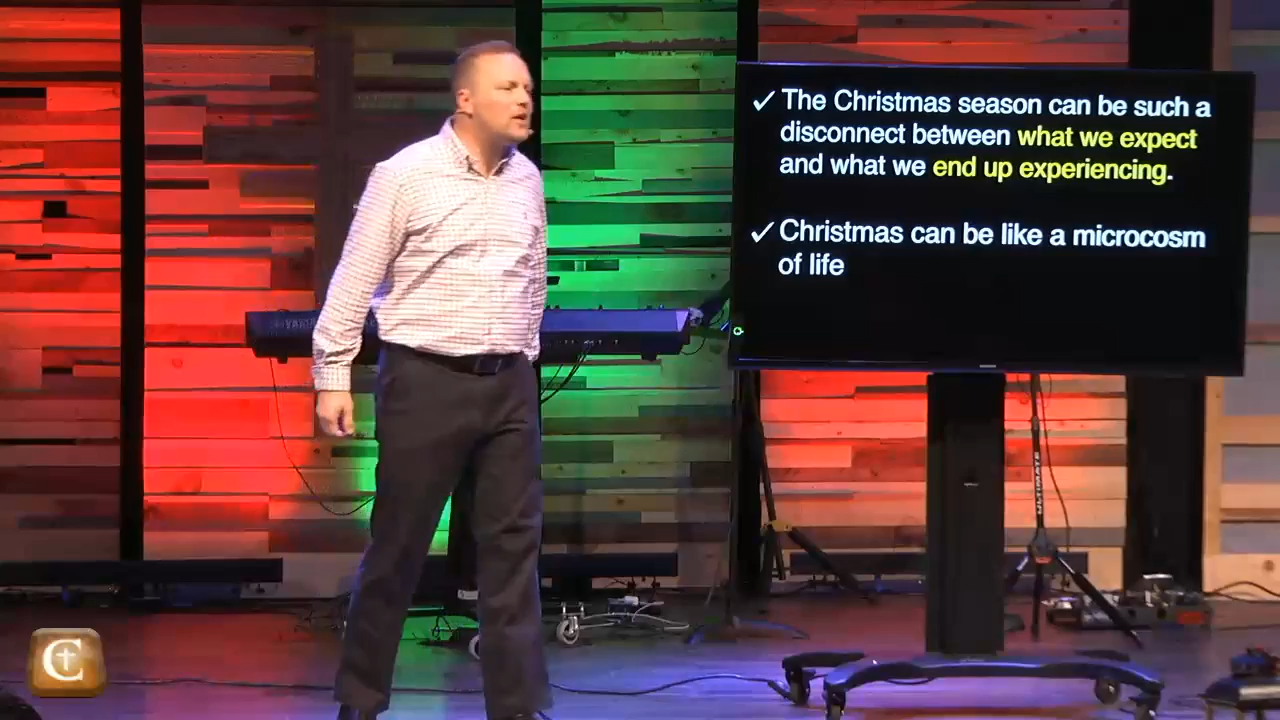 ✓ The Christmas season can be such a
disconnect between what we expect
and what we end up experiencing.
✓ Christmas can be like a microcosm
of life
ULTIMATE
C